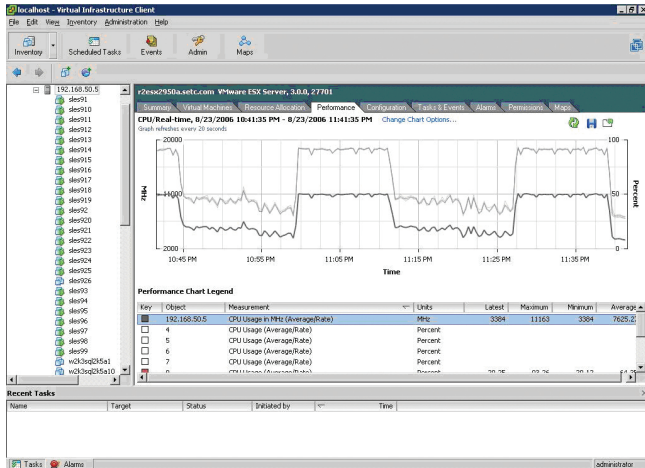 localhost - Virtual Infrastructure Client
File Edit View Inventory Administration Help
Inventory Scheduled Tasks Events Admin Maps
192.168.50.5
sles91
sles910
sles911
sles912
sles913
sles914
sles915
sles916
sles917
sles918
sles919
sles92
sles920
sles921
sles922
sles923
sles924
sles925
sles926
sles93
sles94
sles95
sles96
sles97
sles98
sles99
w2k3sql2k5a1
w2k3sql2k5a10
r2esx2950a.setc.com VMware ESX Server, 3.0.0, 27701
Summary Virtual Machines Resource Allocation Performance Configuration Tasks & Events Alarms Permissions Maps
CPU/Real-time, 8/23/2006 10:41:35 PM - 8/23/2006 11:41:35 PM Change Chart Options...
Graph refreshes every 20 seconds
20000 100
MHz 11000 50 Percent
2000 0
10:45 PM 10:55 PM 11:05 PM 11:15 PM 11:25 PM 11:35 PM
Time
Performance Chart Legend
Key Object Measurement Units Latest Maximum Minimum Average
192.168.50.5 CPU Usage in MHz (Average/Rate) MHz 3384 11163 3384 7625.2
4 CPU Usage (Average/Rate) Percent
5 CPU Usage (Average/Rate) Percent
6 CPU Usage (Average/Rate) Percent
7 CPU Usage (Average/Rate) Percent
CPU Usage (Average/Rate) Percent
Recent Tasks
Name Target Status Initiated by Time
Tasks Alarms administrator